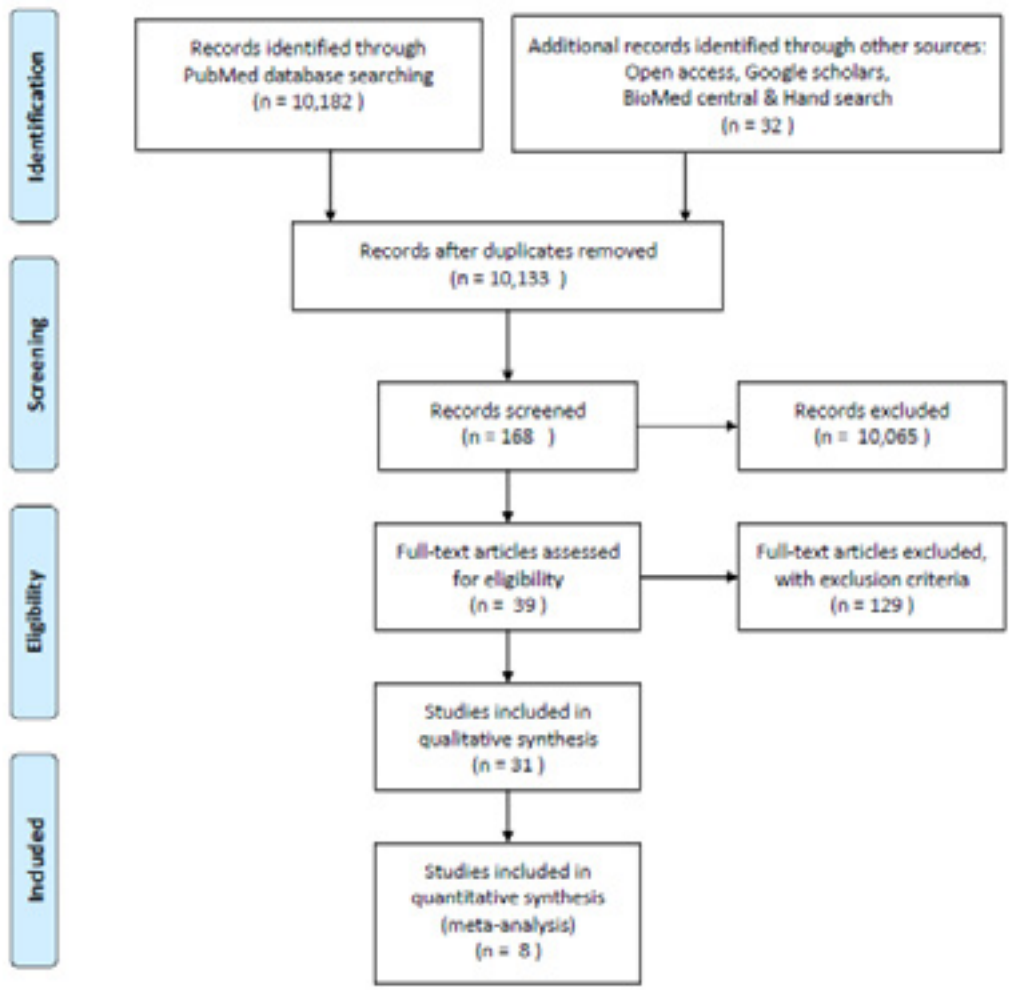 Identification
Records identified through
PubMed database searching
(n = 10,182 )
Additional records identified through other sources:
Open access, Google scholars,
BioMed central & Hand search
(n = 32 )
Records after duplicates removed
(n = 10,133 )
Screening
Records screened
(n = 168 )
Records excluded
(n = 10,065 )
Eligibility
Full-text articles assessed
for eligibility
(n = 39 )
Full-text articles excluded,
with exclusion criteria
(n = 129 )
Studies included in
qualitative synthesis
(n = 31 )
Included
Studies included in
quantitative synthesis
(meta-analysis)
(n = 8 )